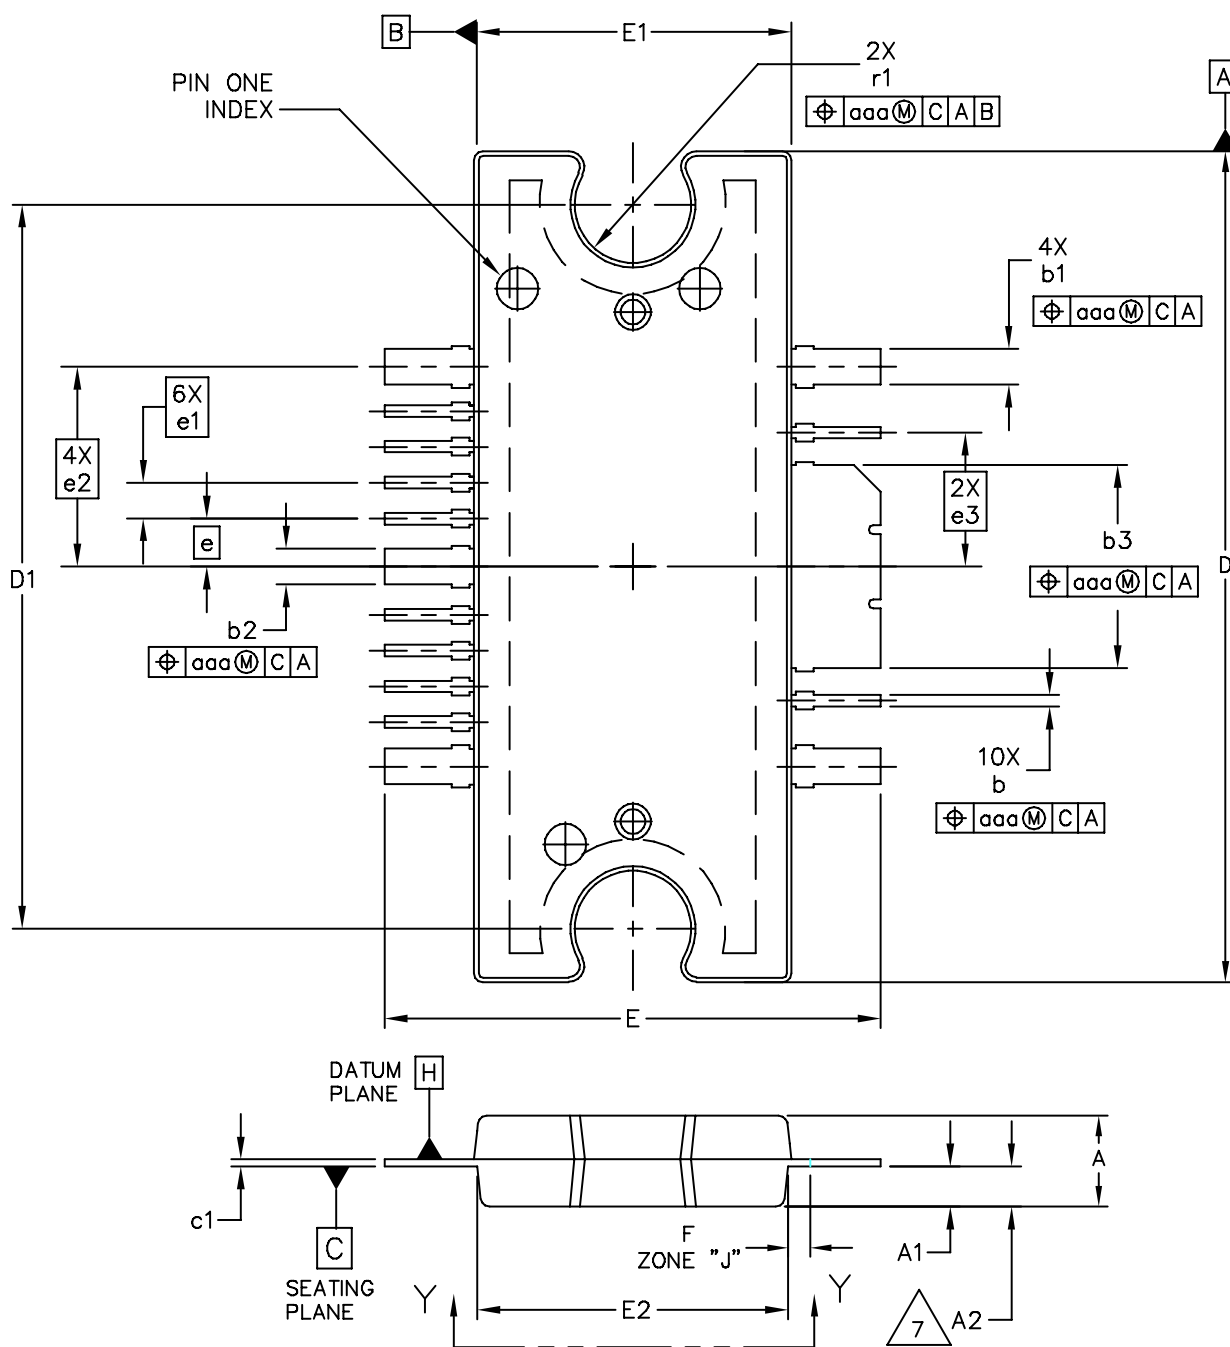 B
E1
2X
r1
⌖ aaa Ⓜ C A B
A
PIN ONE
INDEX
4X
b1
⌖ aaa Ⓜ C A
6X
e1
4X
e2
2X
e3
e
D1
b3
D
⌖ aaa Ⓜ C A
b2
⌖ aaa Ⓜ C A
10X
b
⌖ aaa Ⓜ C A
E
DATUM
PLANE
H
A
c1
C
SEATING
PLANE
F
ZONE "J"
A1
Y
Y
E2
7
A2